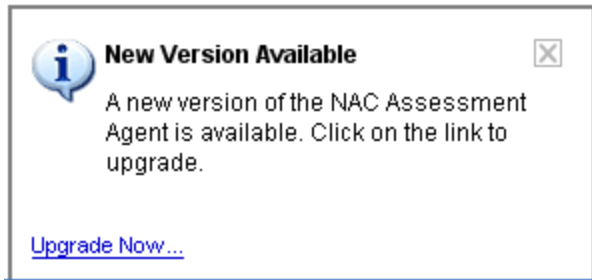 New Version Available
A new version of the NAC Assessment
Agent is available. Click on the link to
upgrade.
Upgrade Now...